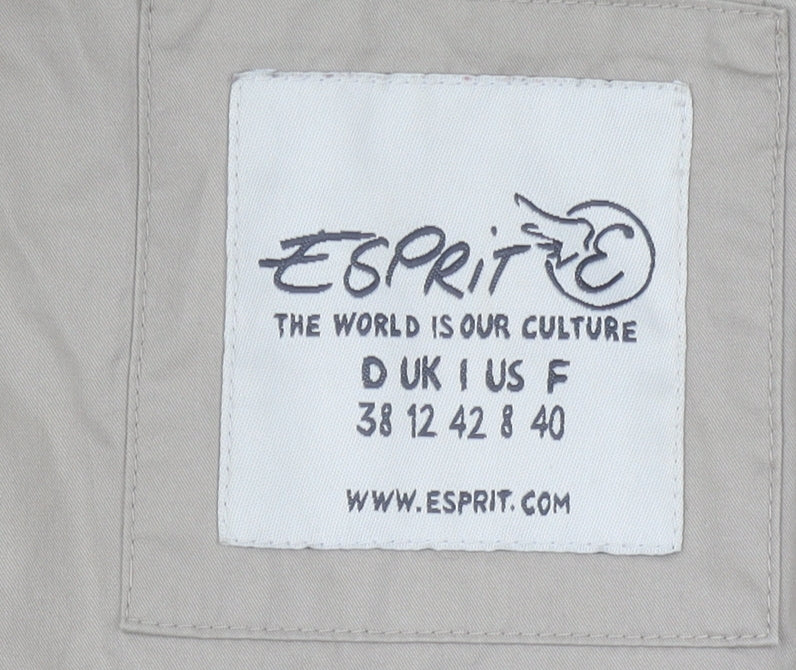 ESPRIT E
THE WORLD IS OUR CULTURE
D UK I US F
38 12 42 8 40
WWW.ESPRIT.COM